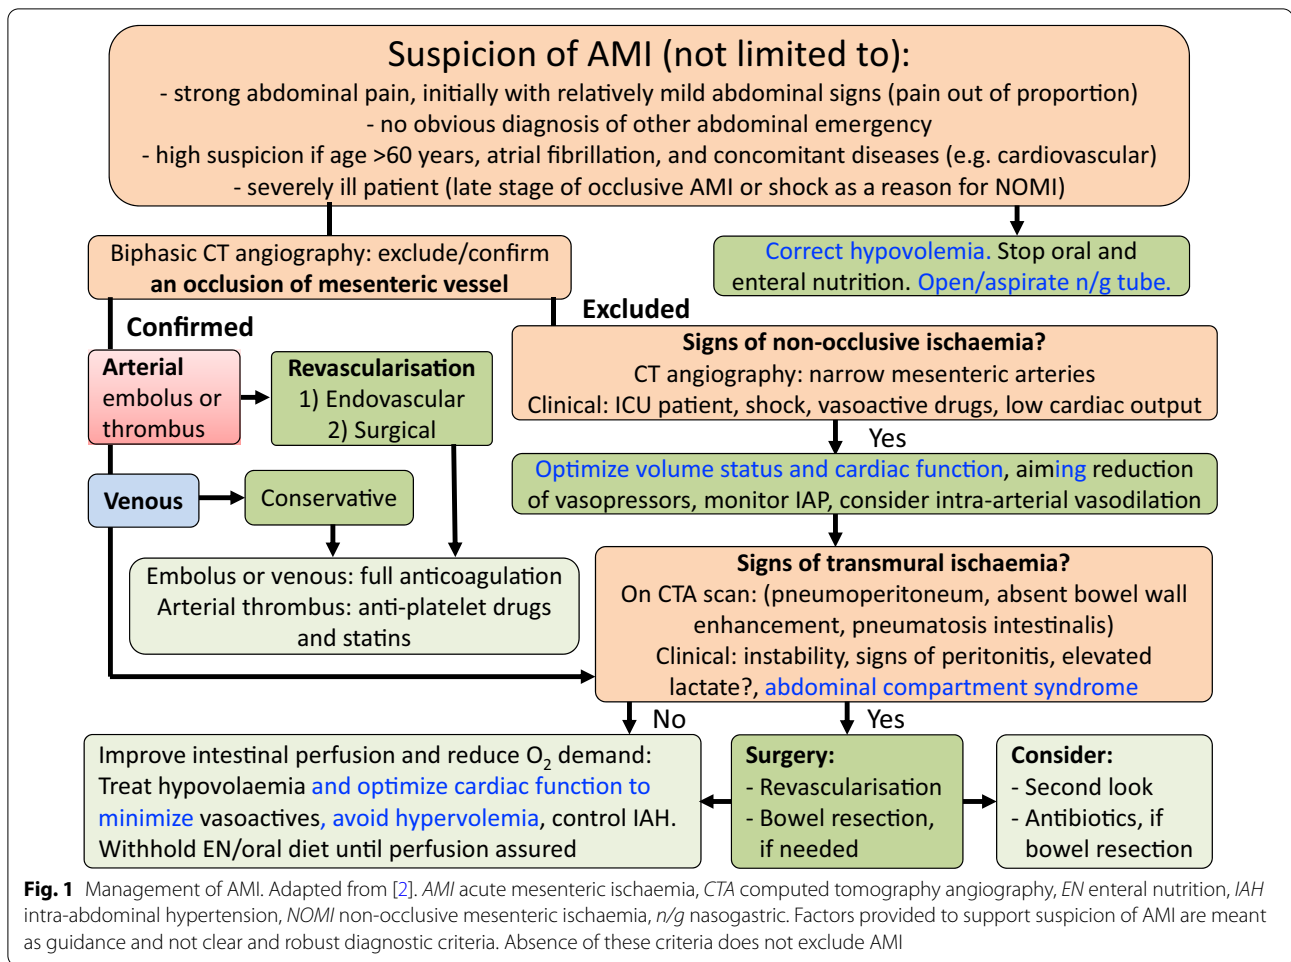 Suspicion of AMI (not limited to):
- strong abdominal pain, initially with relatively mild abdominal signs (pain out of proportion)
- no obvious diagnosis of other abdominal emergency
- high suspicion if age >60 years, atrial fibrillation, and concomitant diseases (e.g. cardiovascular)
- severely ill patient (late stage of occlusive AMI or shock as a reason for NOMI)
Biphasic CT angiography: exclude/confirm
an occlusion of mesenteric vessel
Correct hypovolemia. Stop oral and
enteral nutrition. Open/aspirate n/g tube.
Confirmed
Excluded
Arterial
embolus or
thrombus
Revascularisation
1) Endovascular
2) Surgical
Signs of non-occlusive ischaemia?
CT angiography: narrow mesenteric arteries
Clinical: ICU patient, shock, vasoactive drugs, low cardiac output
Yes
Venous
Conservative
Optimize volume status and cardiac function, aiming reduction
of vasopressors, monitor IAP, consider intra-arterial vasodilation
Embolus or venous: full anticoagulation
Arterial thrombus: anti-platelet drugs
and statins
Signs of transmural ischaemia?
On CTA scan: (pneumoperitoneum, absent bowel wall
enhancement, pneumatosis intestinalis)
Clinical: instability, signs of peritonitis, elevated
lactate?, abdominal compartment syndrome
No
Yes
Improve intestinal perfusion and reduce O2 demand:
Treat hypovolaemia and optimize cardiac function to
minimize vasoactives, avoid hypervolemia, control IAH.
Withhold EN/oral diet until perfusion assured
Surgery:
- Revascularisation
- Bowel resection,
if needed
Consider:
- Second look
- Antibiotics, if
bowel resection
Fig. 1 Management of AMI. Adapted from [2]. AMI acute mesenteric ischaemia, CTA computed tomography angiography, EN enteral nutrition, IAH
intra-abdominal hypertension, NOMI non-occlusive mesenteric ischaemia, n/g nasogastric. Factors provided to support suspicion of AMI are meant
as guidance and not clear and robust diagnostic criteria. Absence of these criteria does not exclude AMI